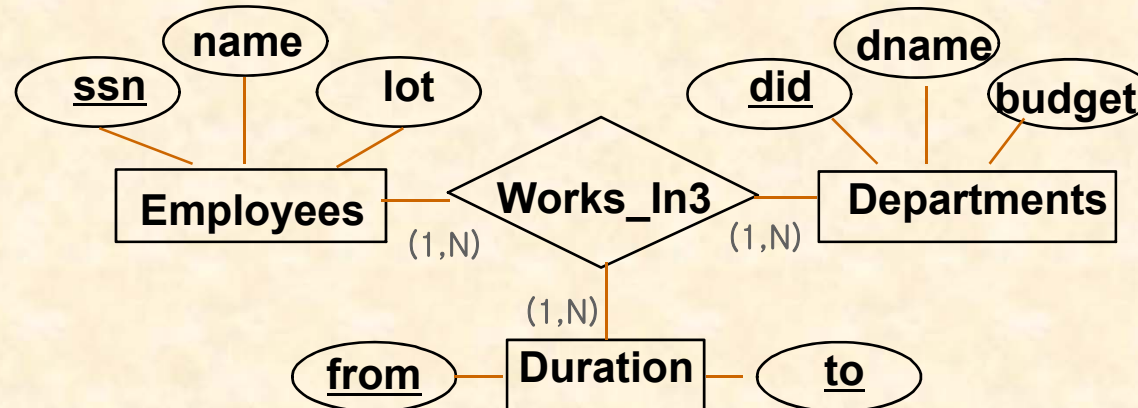 name
dname
ssn
lot
did
budget
Employees
Works_In3
Departments
(1,N)
(1,N)
(1,N)
from
Duration
to